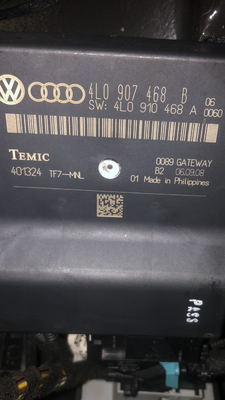 4L0 907 468 B 06
SW: 4L0 910 468 A 0060
TEMIC
401324 TF7-MNL
0089 GATEWAY
B2 06.09.08
01 Made in Philippines
PASS